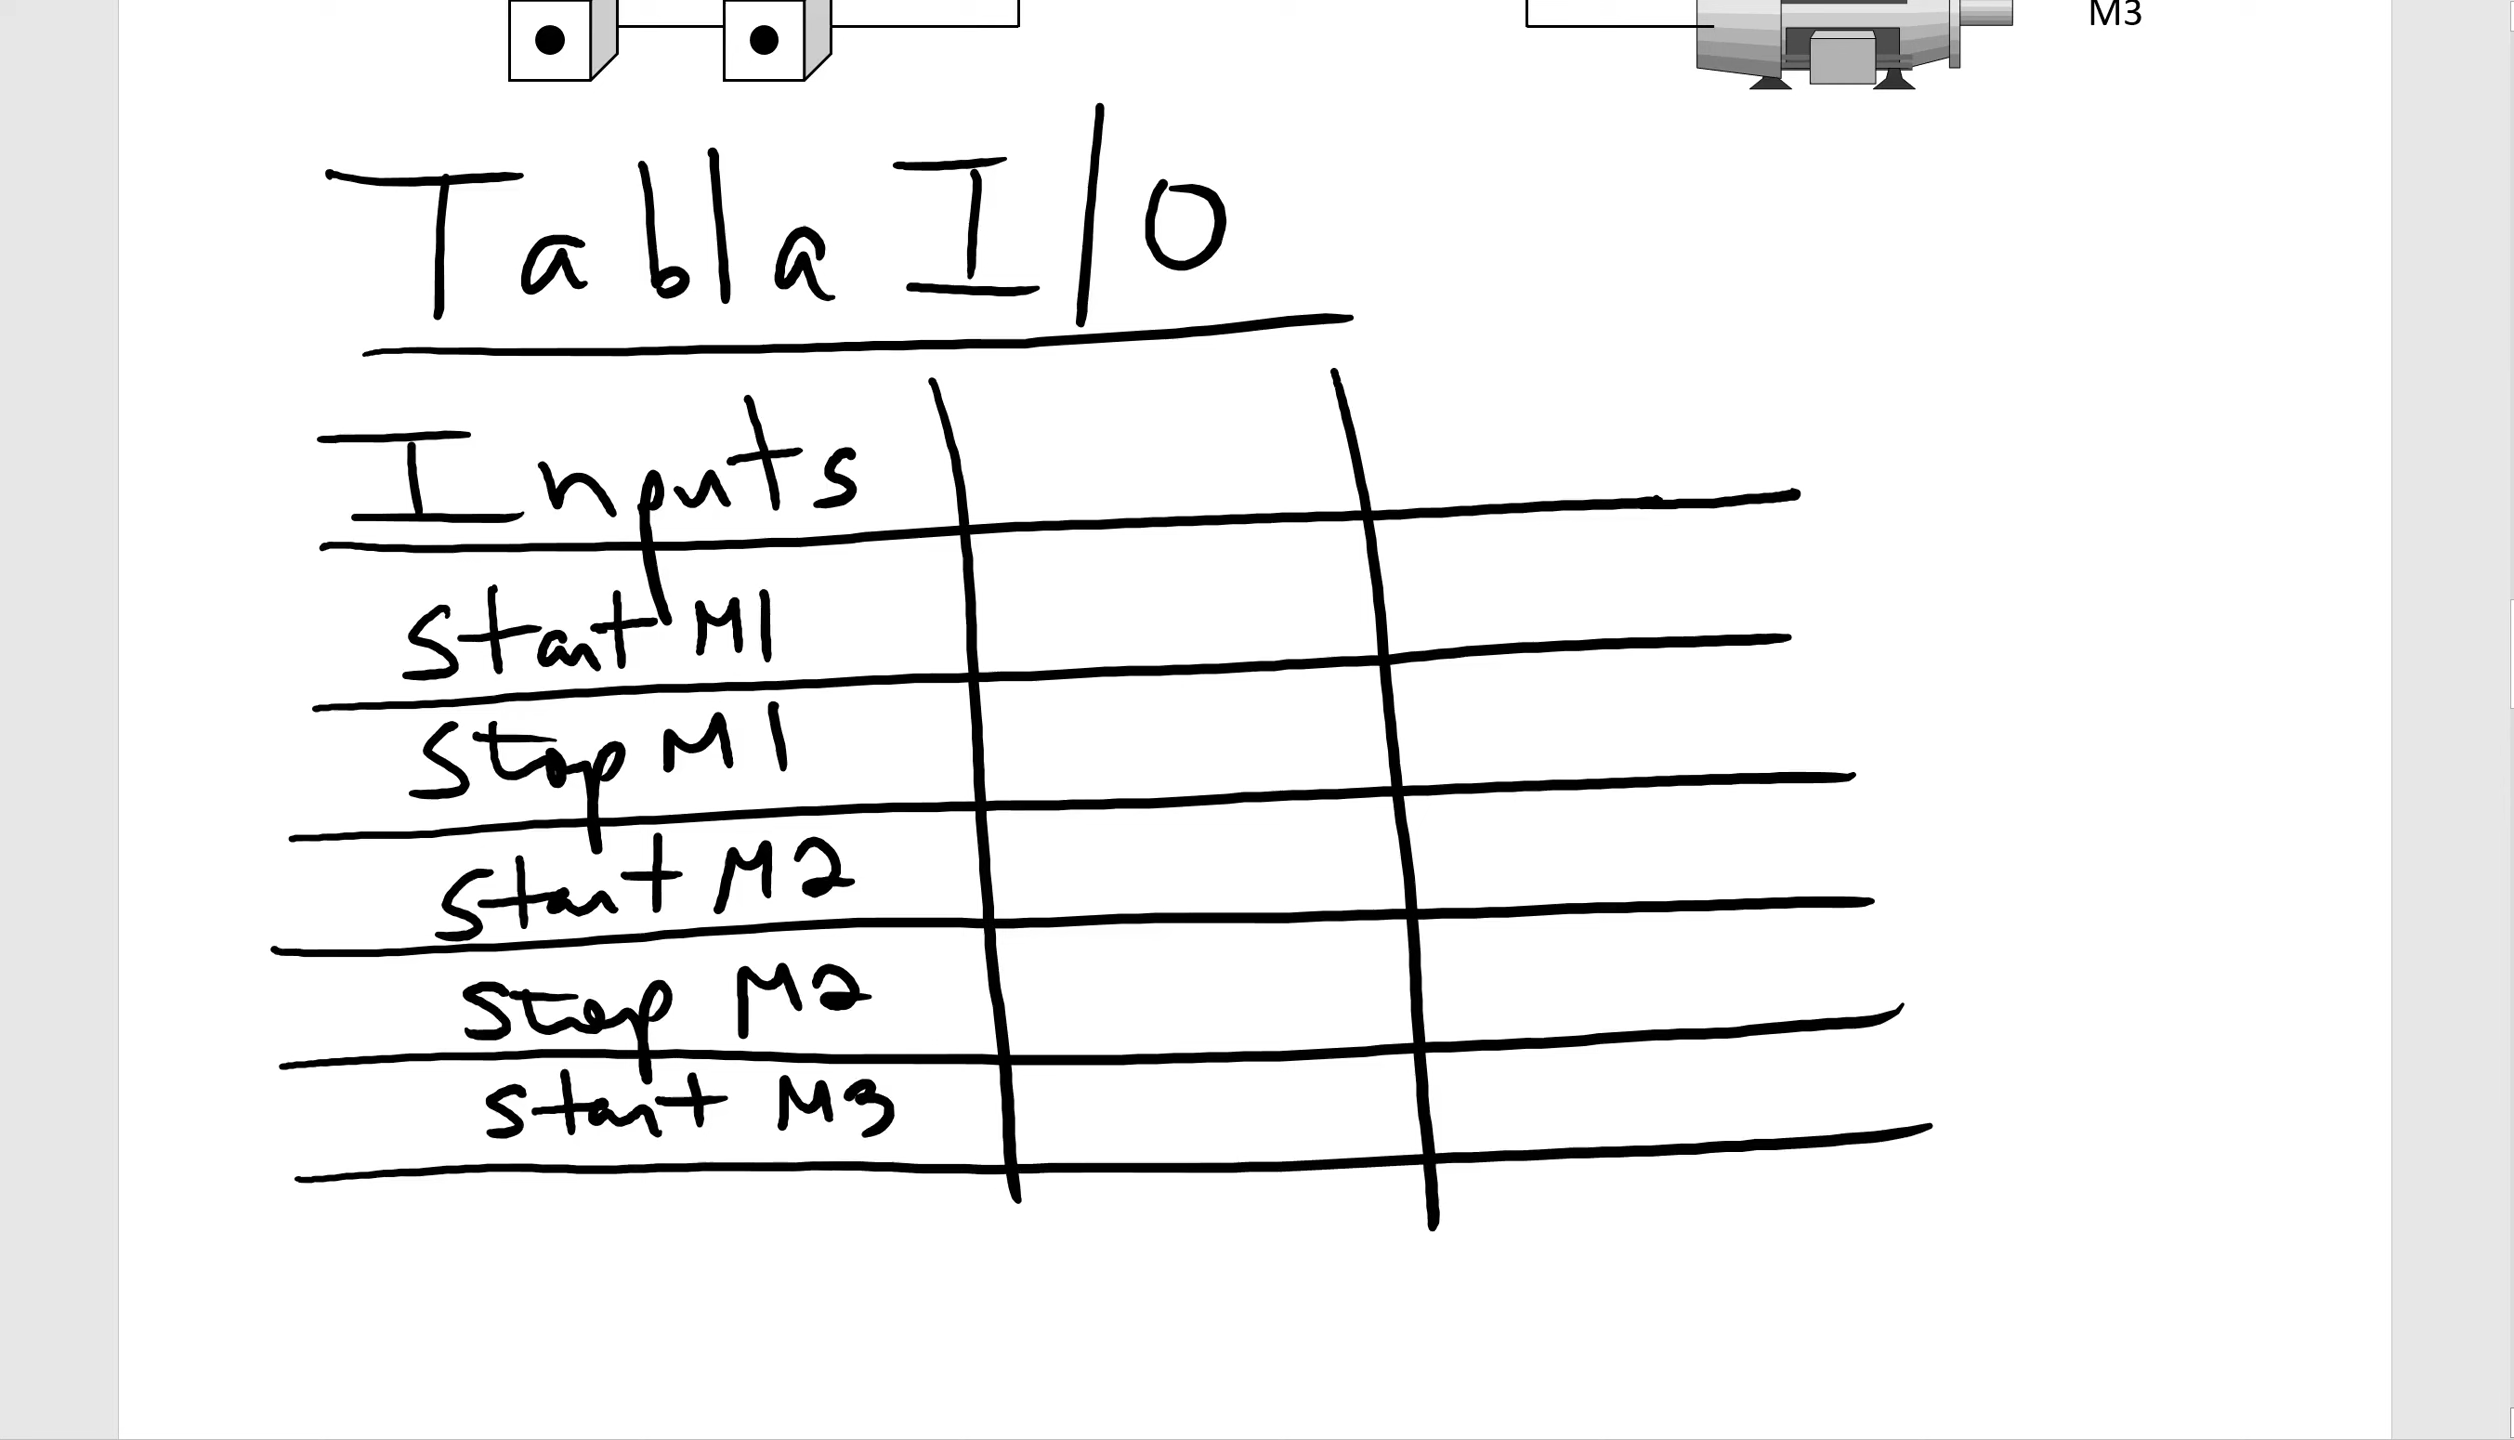 M3
Tabla I/O
Inputs
Start M1
Stop M1
Start M2
Stop M2
Start M3